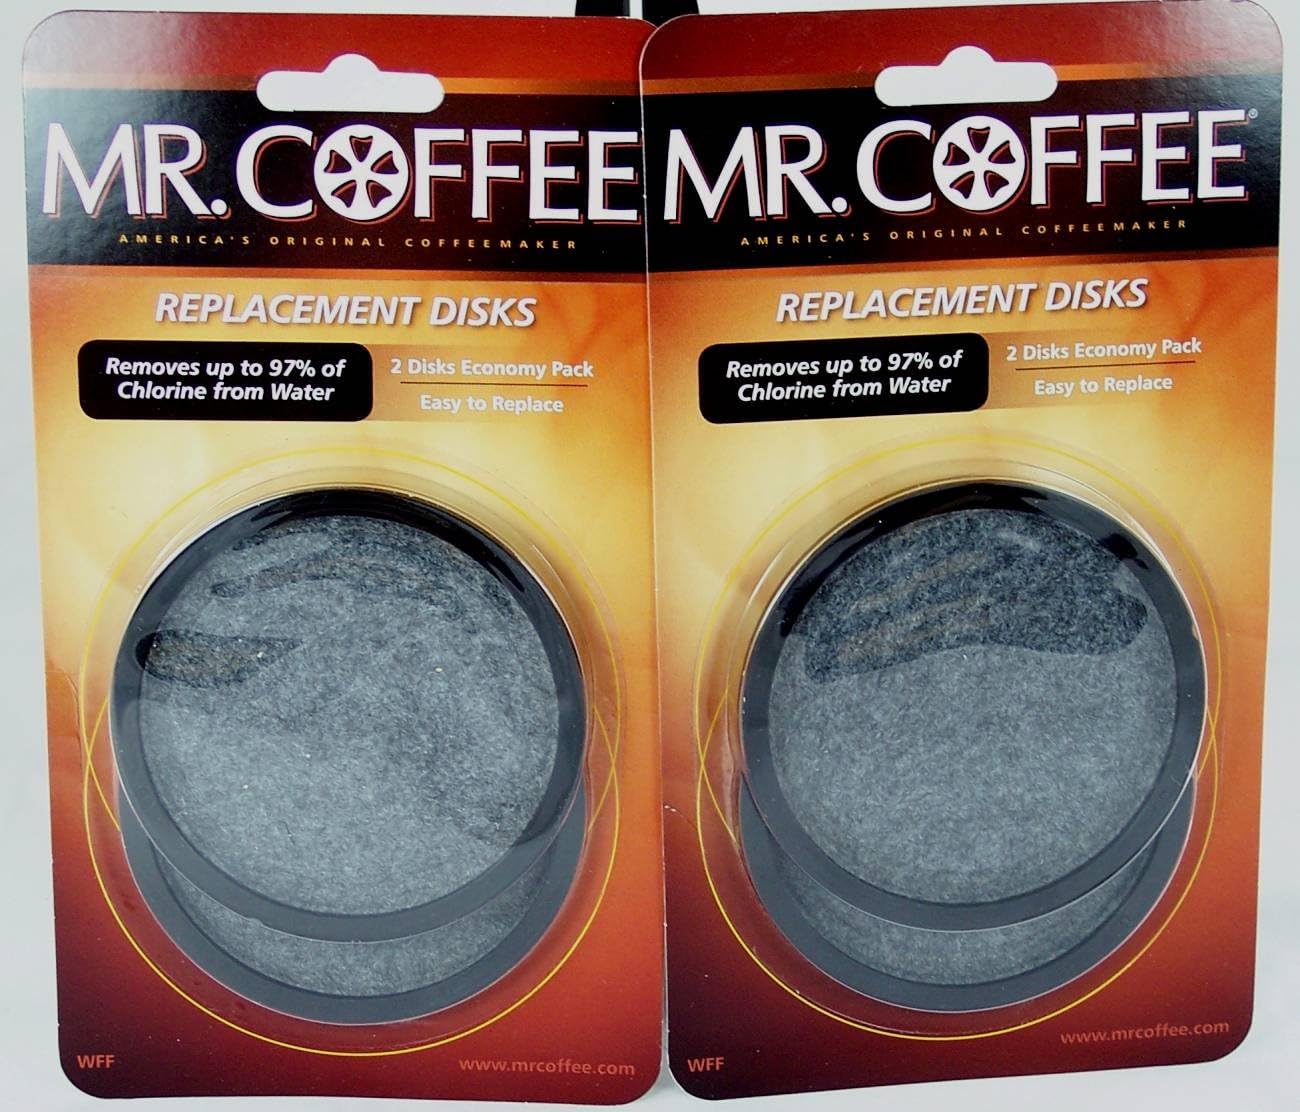 MR. COFFEE
AMERICA'S ORIGINAL COFFEEMAKER
REPLACEMENT DISKS
Removes up to 97% of
Chlorine from Water
2 Disks Economy Pack
Easy to Replace
WFF
www.mrcoffee.com
MR. COFFEE®
AMERICA'S ORIGINAL COFFEEMAKER
REPLACEMENT DISKS
Removes up to 97% of
Chlorine from Water
2 Disks Economy Pack
Easy to Replace
WFF
www.mrcoffee.com